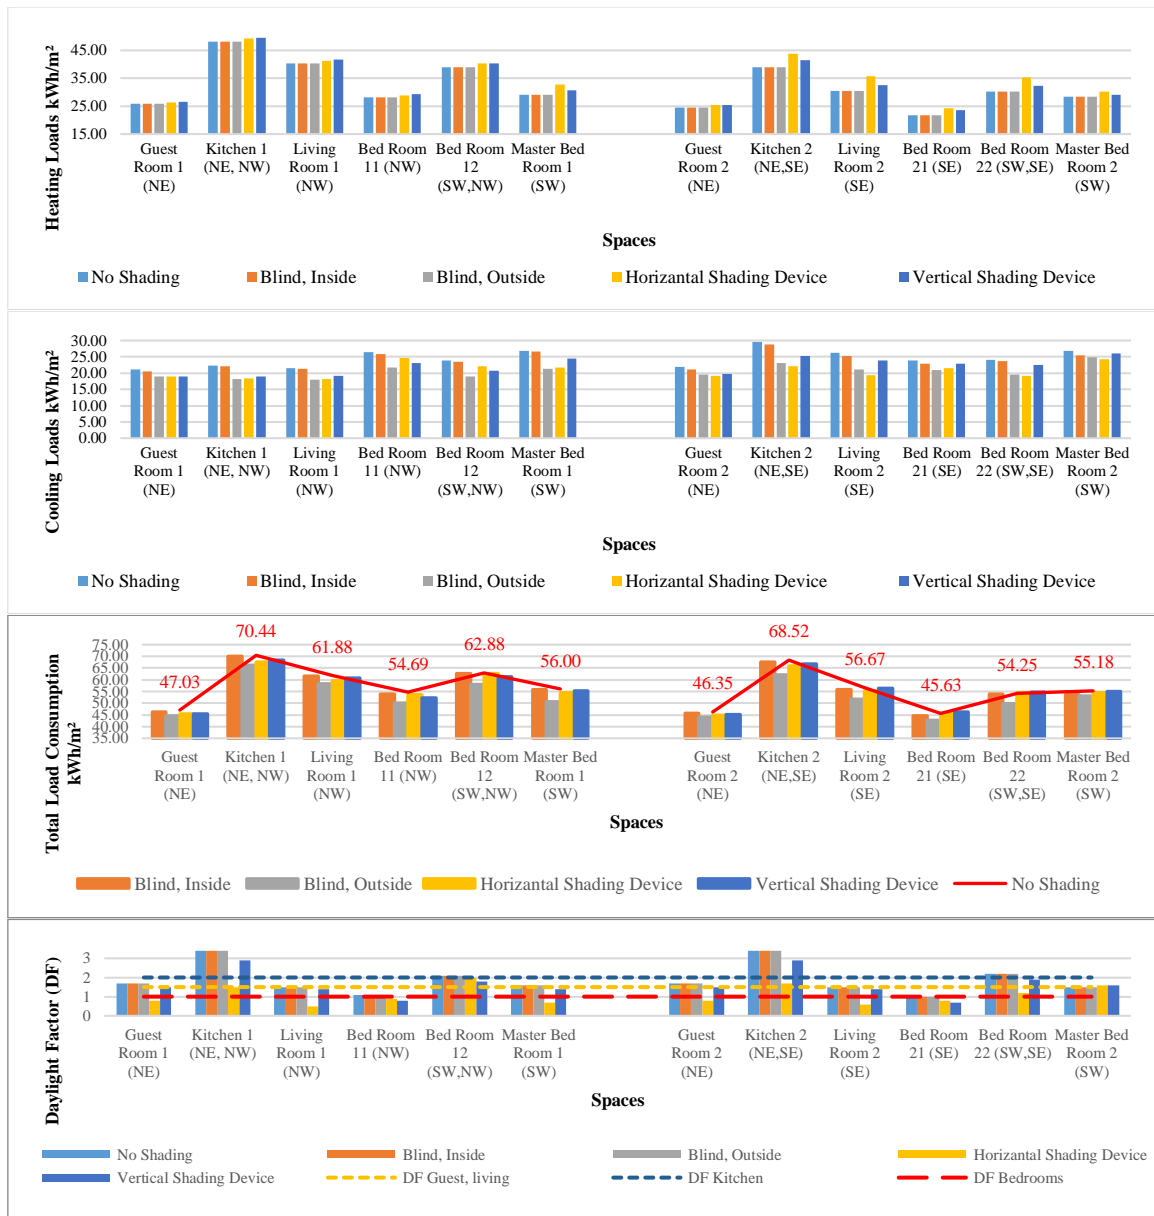 Heating Loads kWh/m²
45.00
35.00
25.00
15.00
Guest Room 1 (NE)
Kitchen 1 (NE, NW)
Living Room 1 (NW)
Bed Room 11 (NW)
Bed Room 12 (SW,NW)
Master Bed Room 1 (SW)
Guest Room 2 (NE)
Kitchen 2 (NE,SE)
Living Room 2 (SE)
Bed Room 21 (SE)
Bed Room 22 (SW,SE)
Master Bed Room 2 (SW)
Spaces
No Shading
Blind, Inside
Blind, Outside
Horizantal Shading Device
Vertical Shading Device
Cooling Loads kWh/m²
30.00
25.00
20.00
15.00
10.00
5.00
0.00
Guest Room 1 (NE)
Kitchen 1 (NE, NW)
Living Room 1 (NW)
Bed Room 11 (NW)
Bed Room 12 (SW,NW)
Master Bed Room 1 (SW)
Guest Room 2 (NE)
Kitchen 2 (NE,SE)
Living Room 2 (SE)
Bed Room 21 (SE)
Bed Room 22 (SW,SE)
Master Bed Room 2 (SW)
Spaces
No Shading
Blind, Inside
Blind, Outside
Horizantal Shading Device
Vertical Shading Device
Total Load Consumption kWh/m²
75.00
70.00
65.00
60.00
55.00
50.00
45.00
40.00
35.00
47.03
70.44
61.88
54.69
62.88
56.00
46.35
68.52
56.67
45.63
54.25
55.18
Guest Room 1 (NE)
Kitchen 1 (NE, NW)
Living Room 1 (NW)
Bed Room 11 (NW)
Bed Room 12 (SW,NW)
Master Bed Room 1 (SW)
Guest Room 2 (NE)
Kitchen 2 (NE,SE)
Living Room 2 (SE)
Bed Room 21 (SE)
Bed Room 22 (SW,SE)
Master Bed Room 2 (SW)
Spaces
Blind, Inside
Blind, Outside
Horizantal Shading Device
Vertical Shading Device
No Shading
Daylight Factor (DF)
3
2
1
0
Guest Room 1 (NE)
Kitchen 1 (NE, NW)
Living Room 1 (NW)
Bed Room 11 (NW)
Bed Room 12 (SW,NW)
Master Bed Room 1 (SW)
Guest Room 2 (NE)
Kitchen 2 (NE,SE)
Living Room 2 (SE)
Bed Room 21 (SE)
Bed Room 22 (SW,SE)
Master Bed Room 2 (SW)
Spaces
No Shading
Blind, Inside
Blind, Outside
Horizantal Shading Device
Vertical Shading Device
DF Guest, living
DF Kitchen
DF Bedrooms